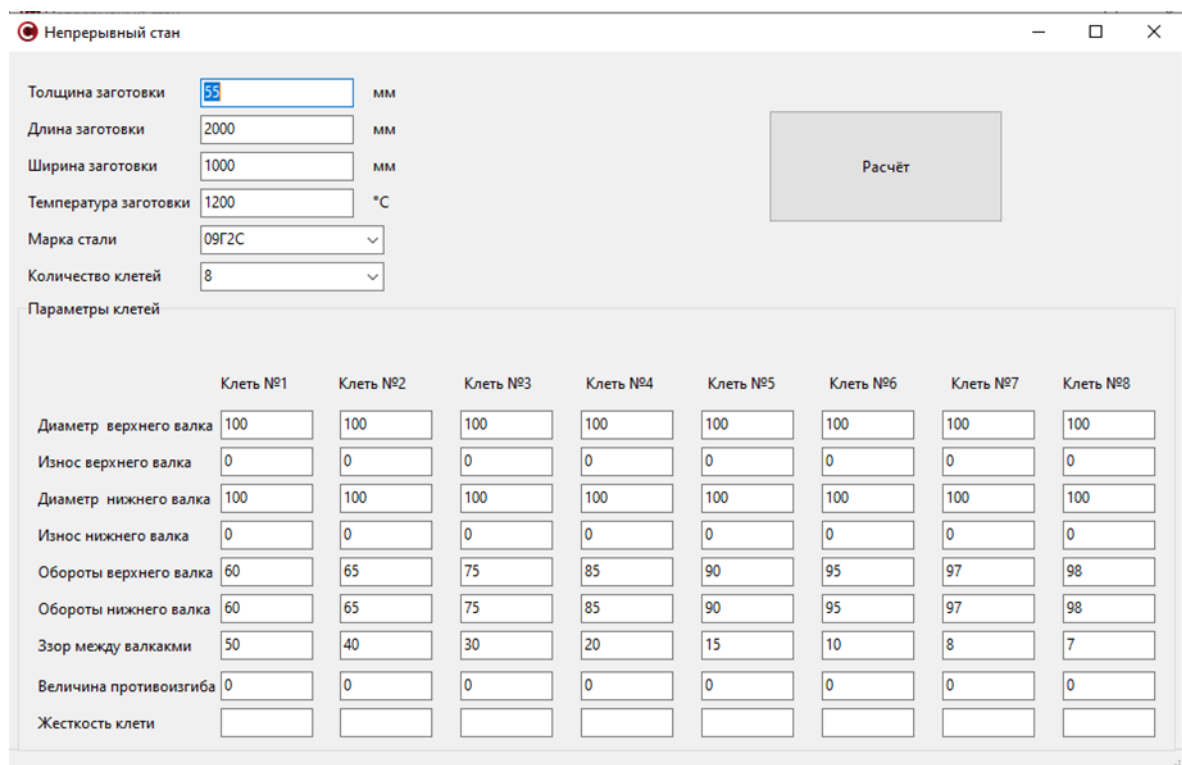 Непрерывный стан
Толщина заготовки 55 мм
Длина заготовки 2000 мм
Ширина заготовки 1000 мм
Расчёт
Температура заготовки 1200 °C
Марка стали 09Г2С
Количество клетей 8
Параметры клетей
Клеть №1 Клеть №2 Клеть №3 Клеть №4 Клеть №5 Клеть №6 Клеть №7 Клеть №8
Диаметр верхнего валка 100 100 100 100 100 100 100 100
Износ верхнего валка 0 0 0 0 0 0 0 0
Диаметр нижнего валка 100 100 100 100 100 100 100 100
Износ нижнего валка 0 0 0 0 0 0 0 0
Обороты верхнего валка 60 65 75 85 90 95 97 98
Обороты нижнего валка 60 65 75 85 90 95 97 98
Ззор между валкакми 50 40 30 20 15 10 8 7
Величина противоизгиба 0 0 0 0 0 0 0 0
Жесткость клети